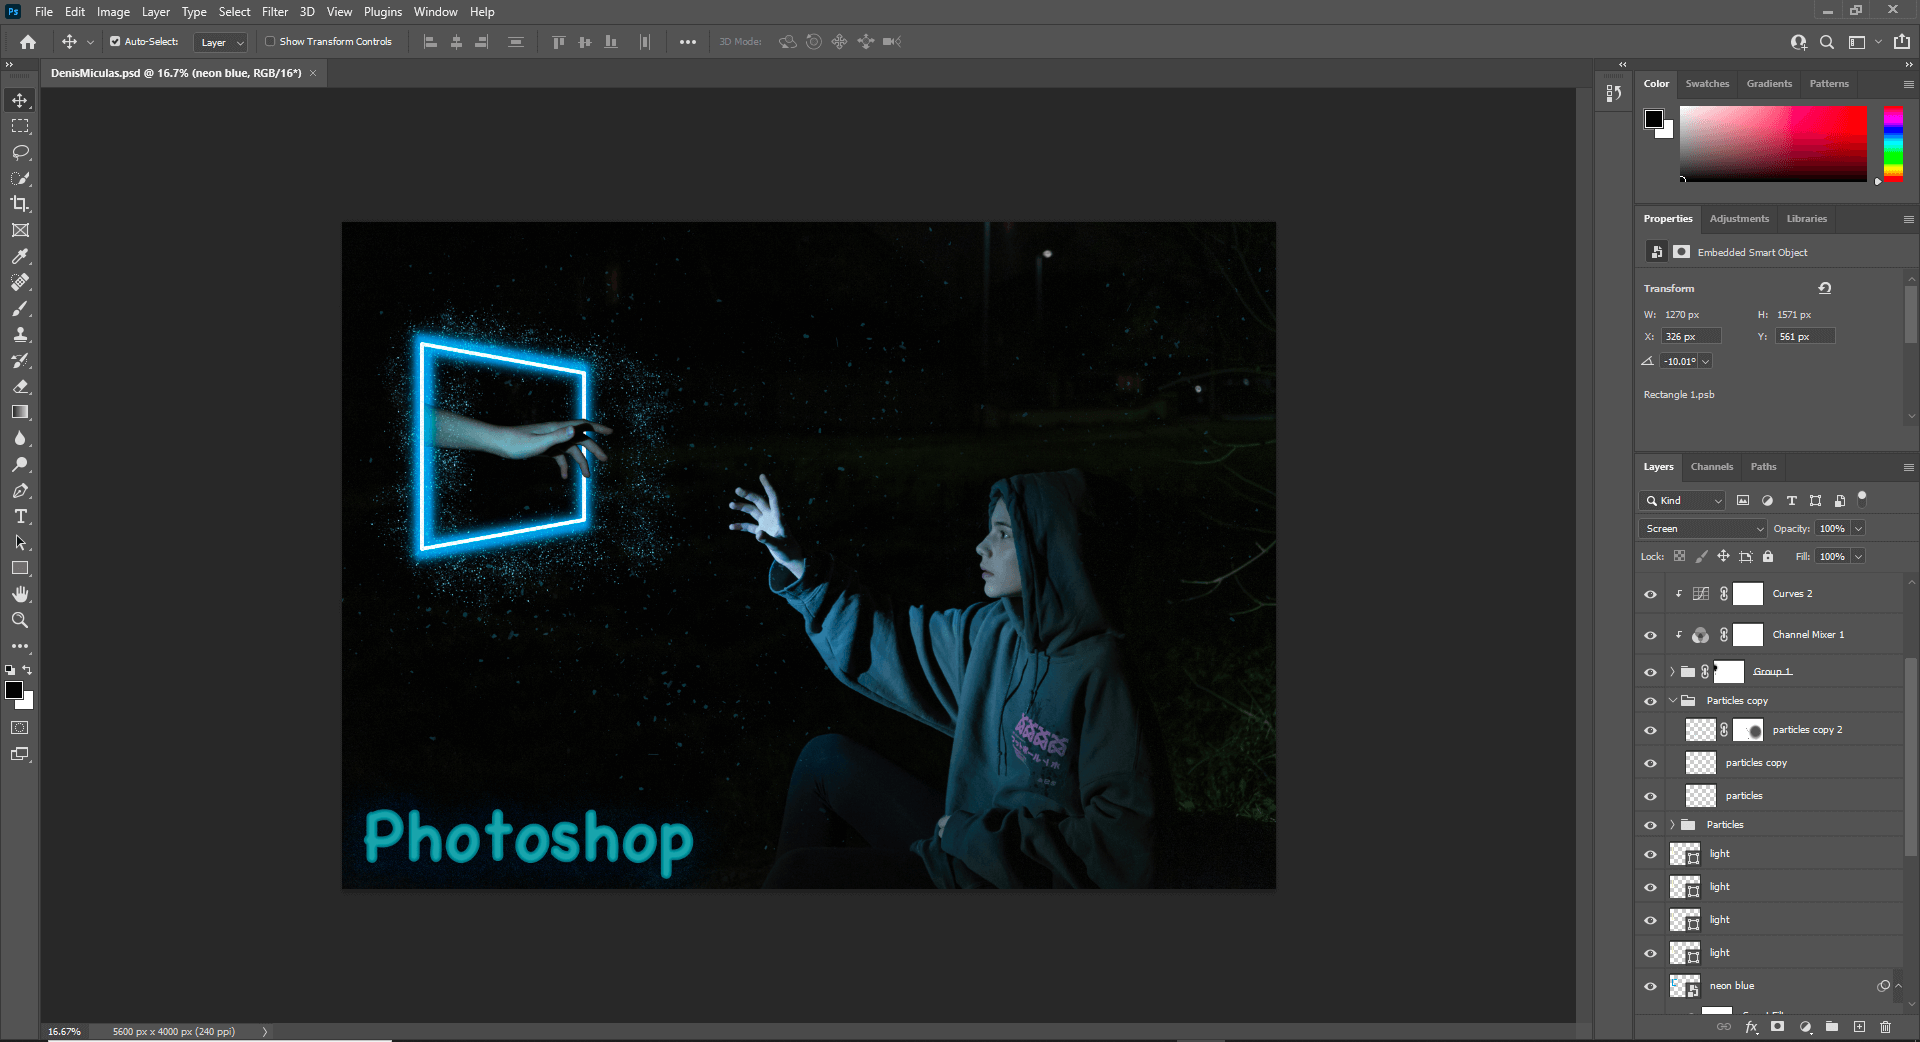 Ps File Edit Image Layer Type Select Filter 3D View Plugins Window Help
Auto-Select: Layer Show Transform Controls 3D Mode:
DenisMiculas.psd @ 16.7% (neon blue, RGB/16*) ×
Photoshop
16.67% 5600 px x 4000 px (240 ppi)
Color Swatches Gradients Patterns
Properties Adjustments Libraries
Embedded Smart Object
Transform
W: 1270 px H: 1571 px
X: 326 px Y: 561 px
-10.01°
Rectangle 1.psb
Layers Channels Paths
Kind
Screen Opacity: 100%
Lock: Fill: 100%
Curves 2
Channel Mixer 1
Group 1
Particles copy
particles copy 2
particles copy
particles
Particles
light
light
light
light
neon blue
fx